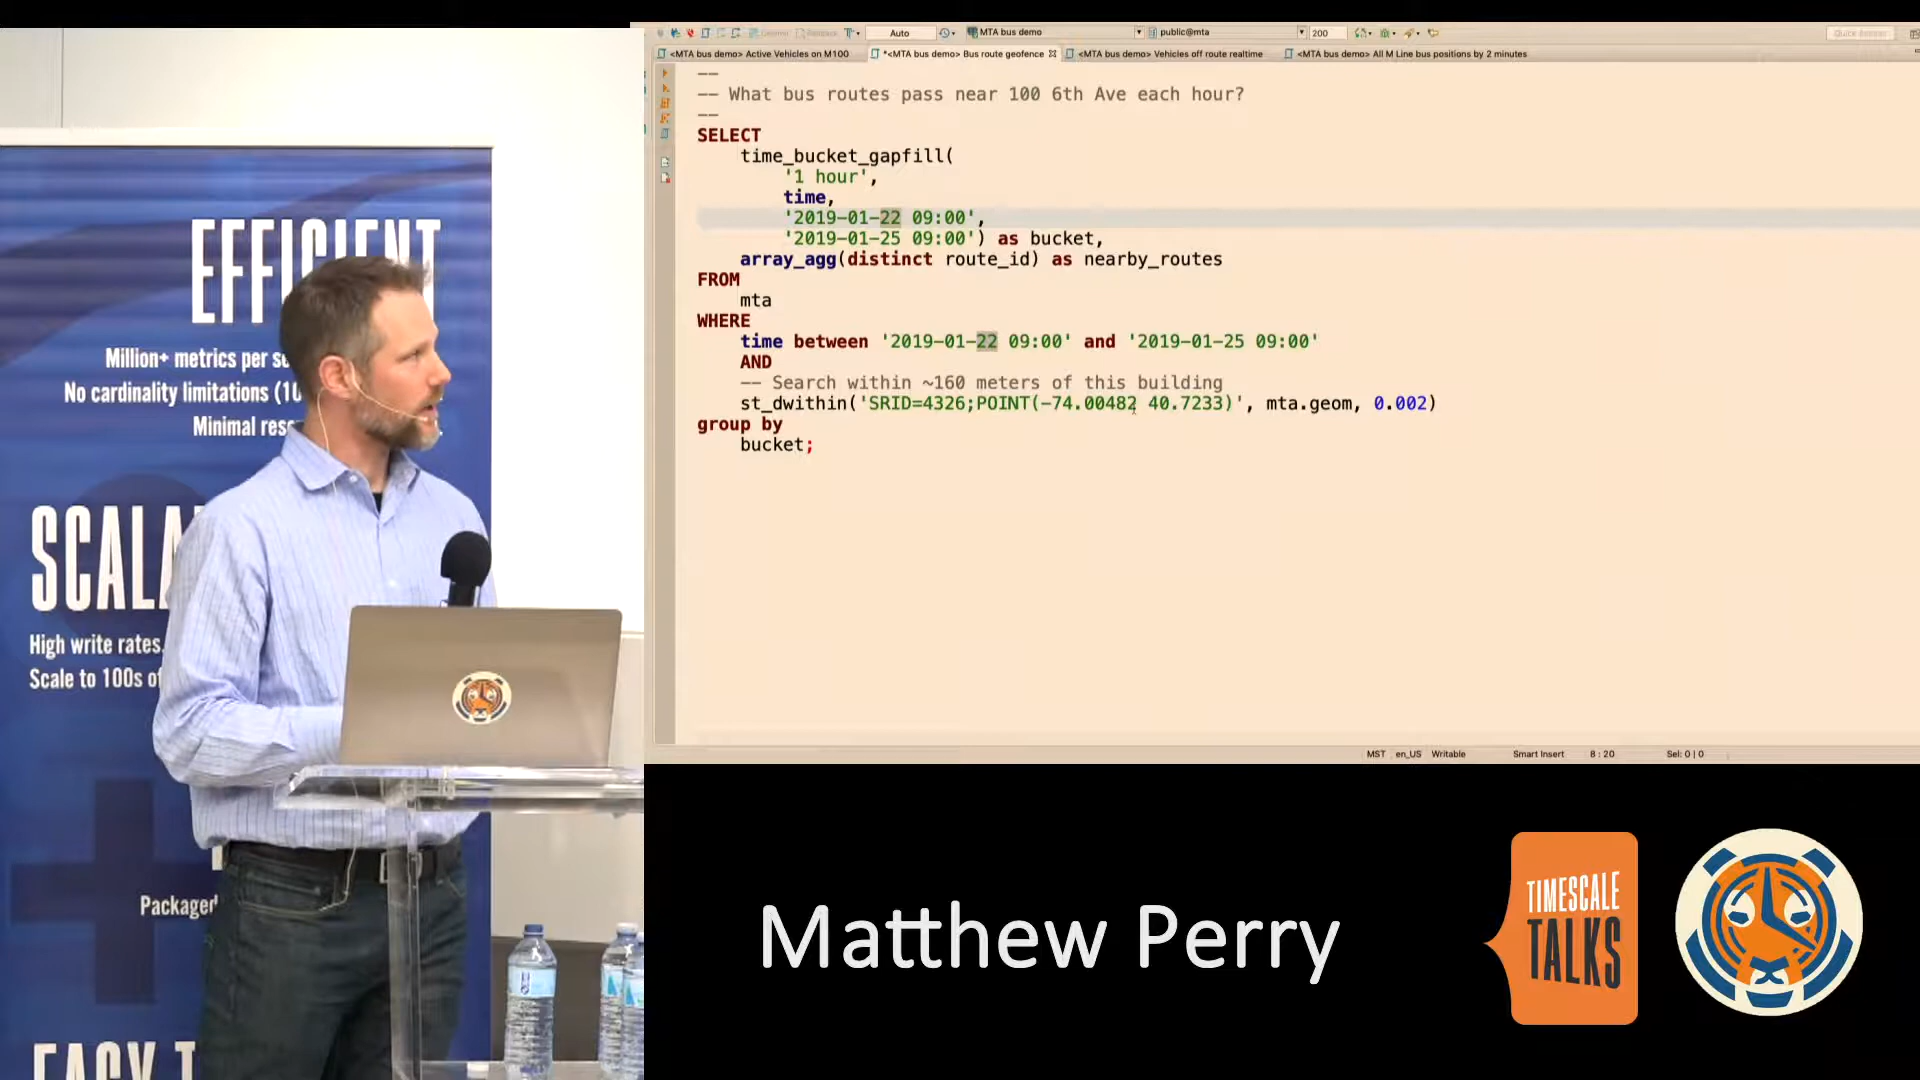 EFFICIENT
Million+ metrics per
No cardinality limitations (10
Minimal
SCALA
High write rates.
Scale to 100s of
Packaged
EASY T
Auto
MTA bus demo
public@mta
200
<MTA bus demo> Active Vehicles on M100
*<MTA bus demo> Bus route geofence
<MTA bus demo> Vehicles off route realtime
<MTA bus demo> All M Line bus positions by 2 minutes
--
-- What bus routes pass near 100 6th Ave each hour?
--
SELECT
time_bucket_gapfill(
'1 hour',
time,
'2019-01-22 09:00',
'2019-01-25 09:00') as bucket,
array_agg(distinct route_id) as nearby_routes
FROM
mta
WHERE
time between '2019-01-22 09:00' and '2019-01-25 09:00'
AND
-- Search within ~160 meters of this building
st_dwithin('SRID=4326;POINT(-74.00482 40.7233)', mta.geom, 0.002)
group by
bucket;
MST en_US Writable Smart Insert 8 : 20 Sel: 0 | 0
Matthew Perry
TIMESCALE
TALKS